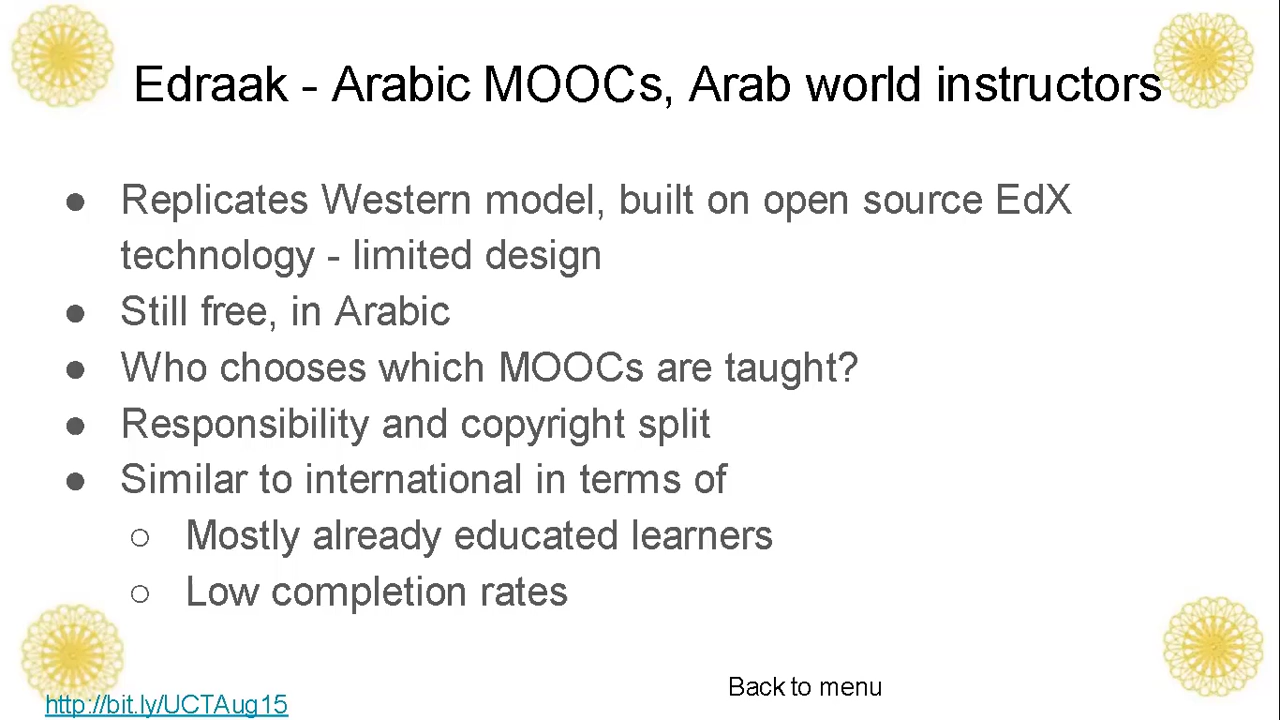 Edraak - Arabic MOOCs, Arab world instructors
● Replicates Western model, built on open source EdX
technology - limited design
● Still free, in Arabic
● Who chooses which MOOCs are taught?
● Responsibility and copyright split
● Similar to international in terms of
○ Mostly already educated learners
○ Low completion rates
Back to menu
http://bit.ly/UCTAug15